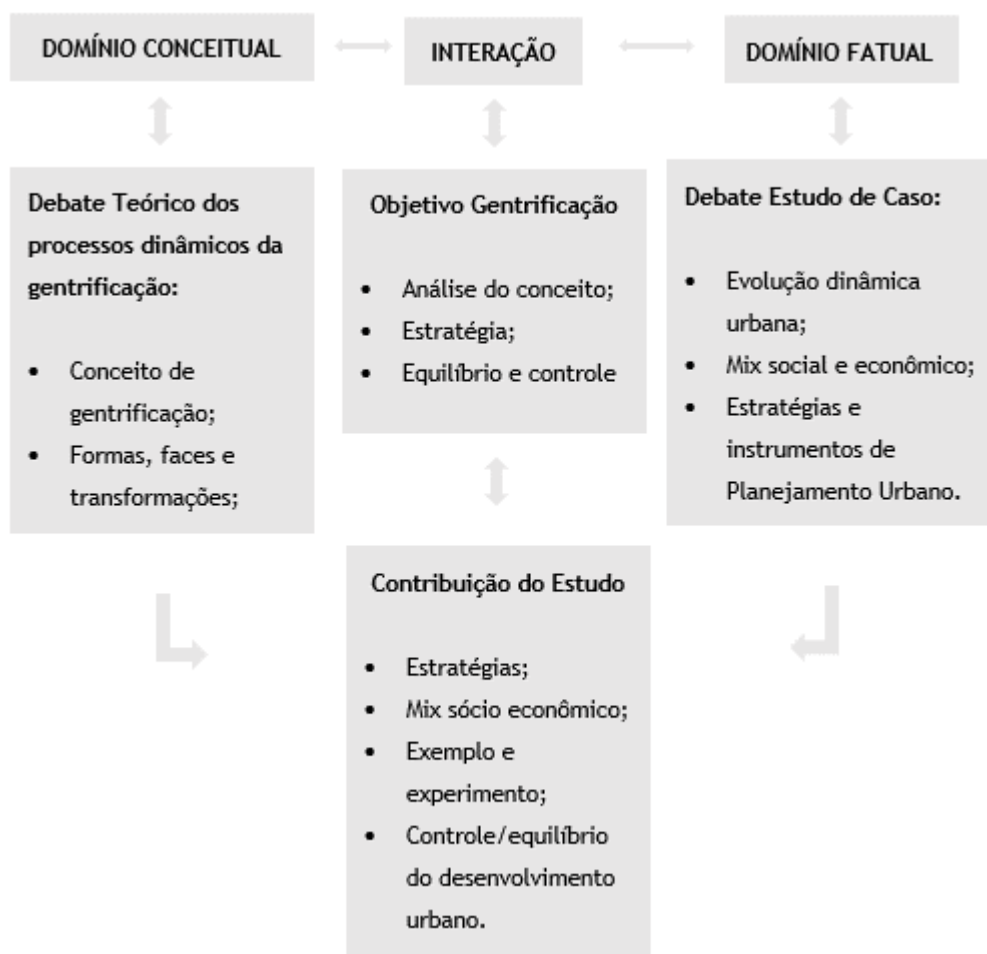 DOMÍNIO CONCEITUAL
INTERAÇÃO
DOMÍNIO FATUAL
Debate Teórico dos
processos dinâmicos da
gentrificação:
• Conceito de
gentrificação;
• Formas, faces e
transformações;
Objetivo Gentrificação
• Análise do conceito;
• Estratégia;
• Equilíbrio e controle
Debate Estudo de Caso:
• Evolução dinâmica
urbana;
• Mix social e econômico;
• Estratégias e
instrumentos de
Planejamento Urbano.
Contribuição do Estudo
• Estratégias;
• Mix sócio econômico;
• Exemplo e
experimento;
• Controle/equilíbrio
do desenvolvimento
urbano.